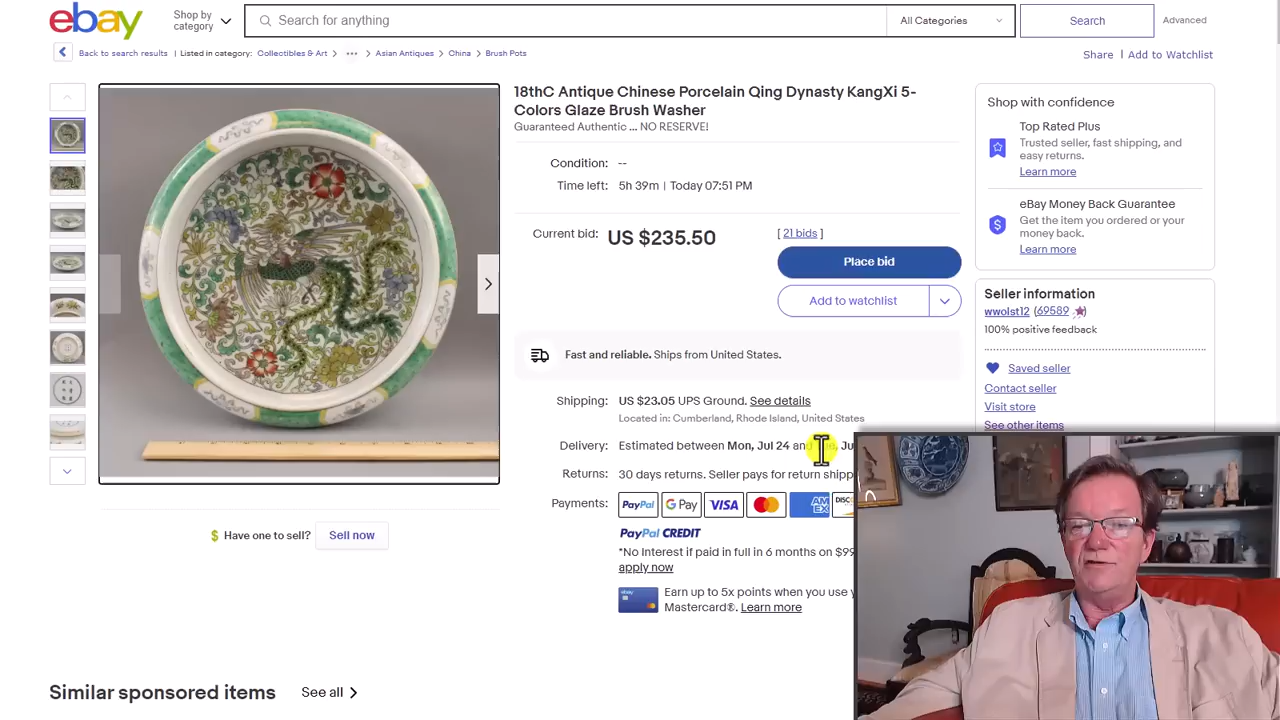 ebay
Shop by category
Search for anything
All Categories
Search
Advanced
Back to search results | Listed in category: Collectibles & Art > ••• > Asian Antiques > China > Brush Pots
Share | Add to Watchlist
18thC Antique Chinese Porcelain Qing Dynasty KangXi 5-
Colors Glaze Brush Washer
Guaranteed Authentic ... NO RESERVE!
Condition: --
Time left: 5h 39m | Today 07:51 PM
Current bid: US $235.50 [ 21 bids ]
Place bid
Add to watchlist
Fast and reliable. Ships from United States.
Shipping: US $23.05 UPS Ground. See details
Located in: Cumberland, Rhode Island, United States
Delivery: Estimated between Mon, Jul 24 and
Returns: 30 days returns. Seller pays for return
Payments: PayPal G Pay VISA MasterCard AM EX
PayPal CREDIT
*No Interest if paid in full in 6 months on
apply now
Earn up to 5x points when you use
Mastercard®. Learn more
Have one to sell? Sell now
Shop with confidence
Top Rated Plus
Trusted seller, fast shipping, and
easy returns.
Learn more
eBay Money Back Guarantee
Get the item you ordered or your
money back.
Learn more
Seller information
wwolst12 (69589)
100% positive feedback
Saved seller
Contact seller
Visit store
See other items
Similar sponsored items See all